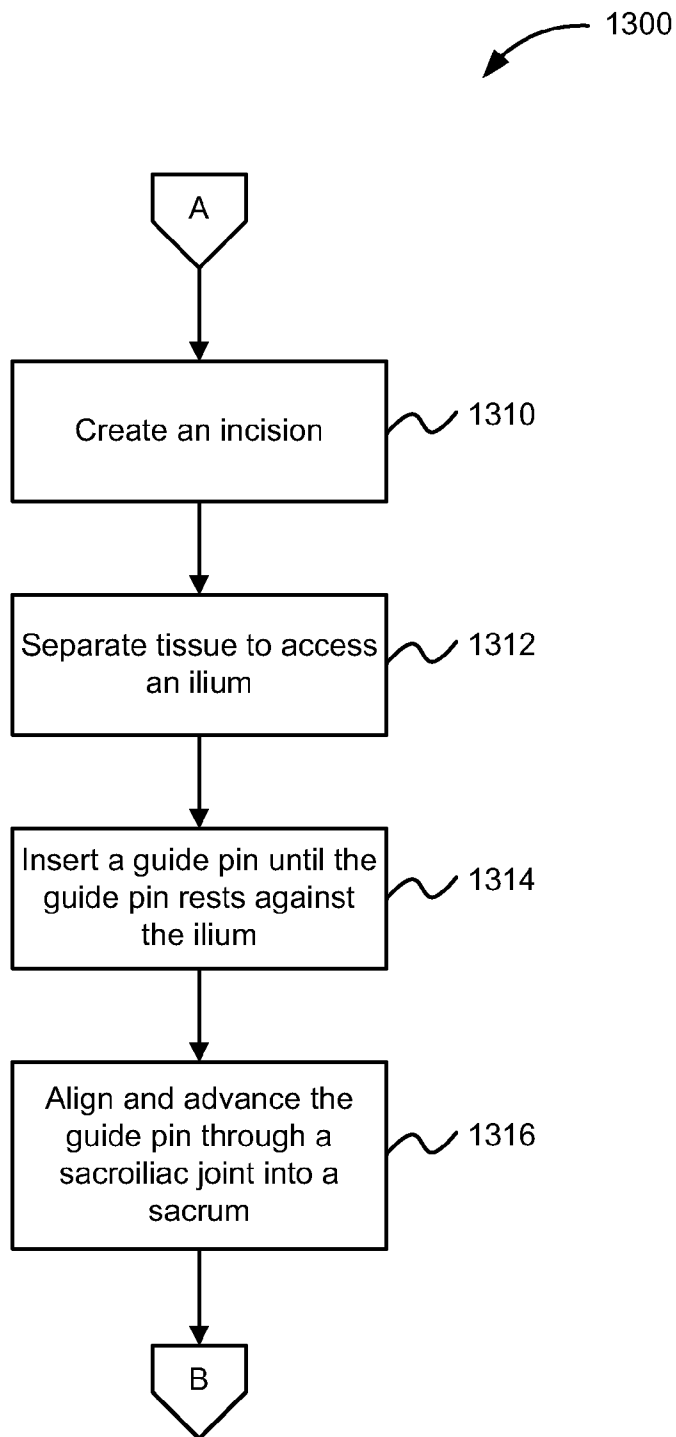 1300
A
Create an incision
1310
Separate tissue to access
an ilium
1312
Insert a guide pin until the
guide pin rests against
the ilium
1314
Align and advance the
guide pin through a
sacroiliac joint into a
sacrum
1316
B